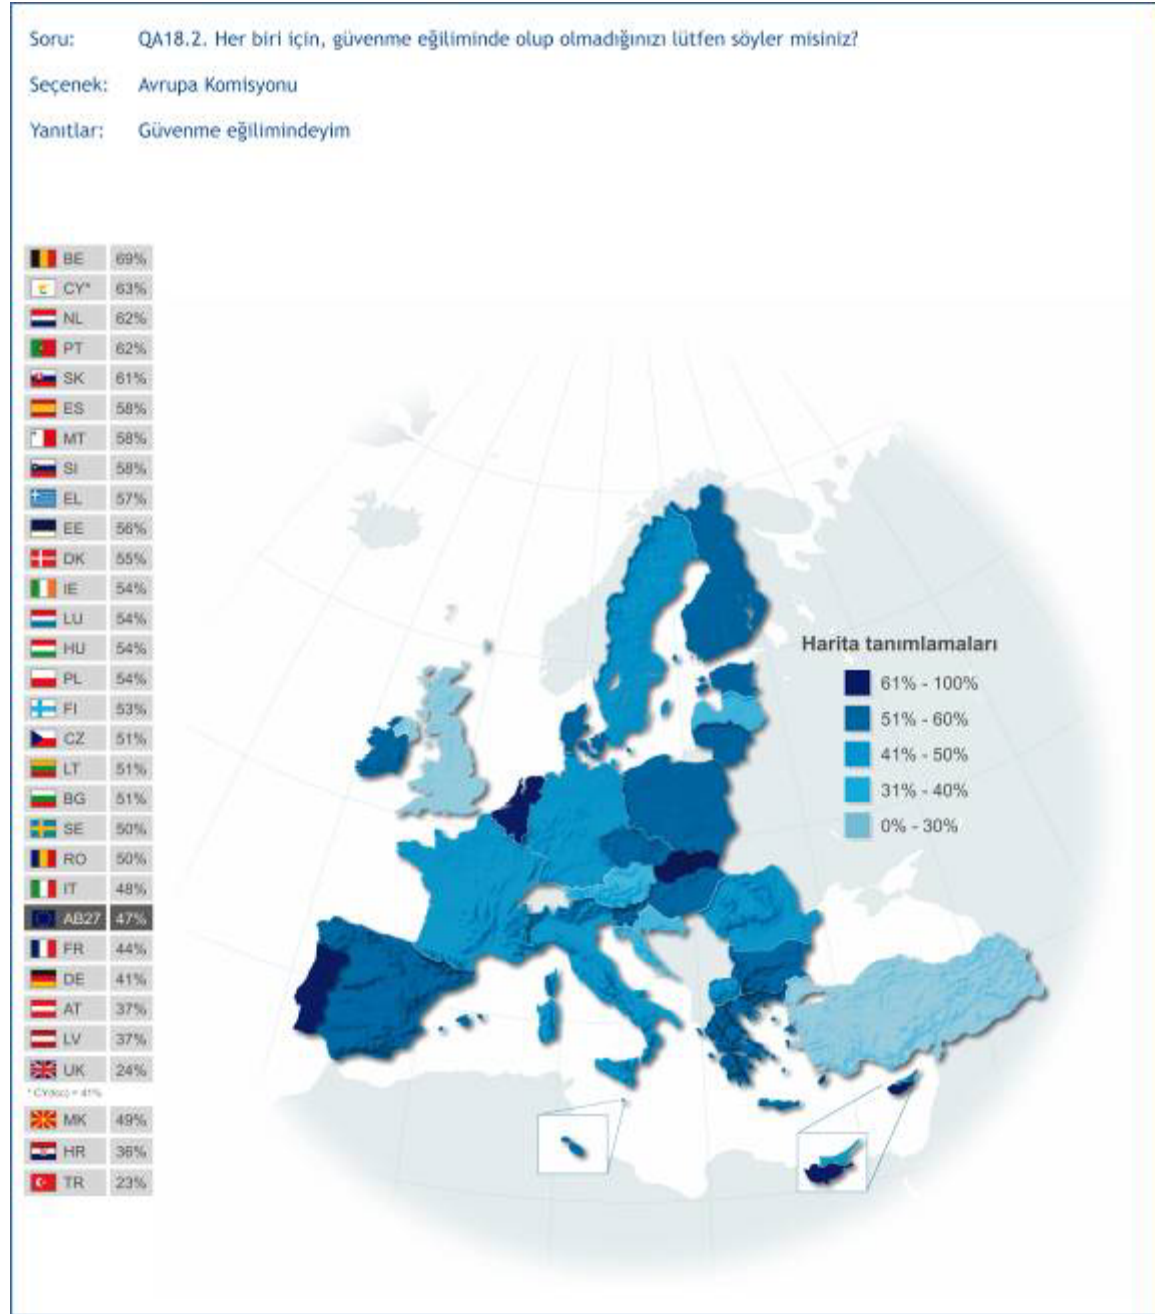 Soru: QA18.2. Her biri için, güvenme eğiliminde olup olmadığınızı lütfen söyler misiniz?
Seçenek: Avrupa Komisyonu
Yanıtlar: Güvenme eğilimindeyim
BE 69%
CY* 63%
NL 62%
PT 62%
SK 61%
ES 58%
MT 58%
SI 58%
EL 57%
EE 56%
DK 55%
IE 54%
LU 54%
HU 54%
PL 54%
FI 53%
CZ 51%
LT 51%
BG 51%
SE 50%
RO 50%
IT 48%
AB27 47%
FR 44%
DE 41%
AT 37%
LV 37%
UK 24%
* CY(tcc) = 41%
MK 49%
HR 36%
TR 23%
Harita tanımlamaları
61% - 100%
51% - 60%
41% - 50%
31% - 40%
0% - 30%